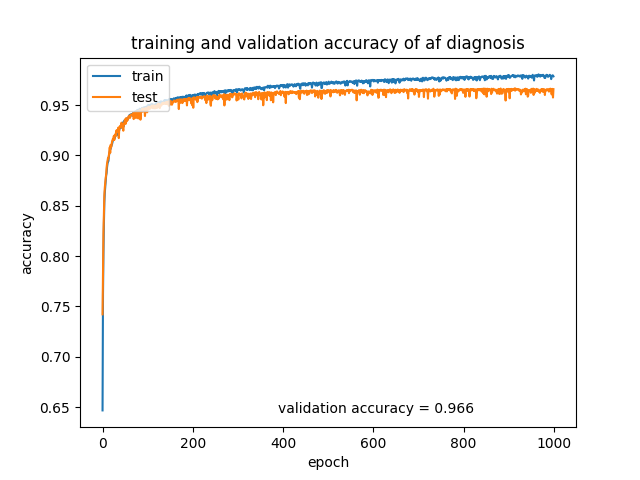 training and validation accuracy of af diagnosis
train
test
0.95
0.90
0.85
0.80
0.75
0.70
0.65
accuracy
validation accuracy = 0.966
0
200
400
600
800
1000
epoch